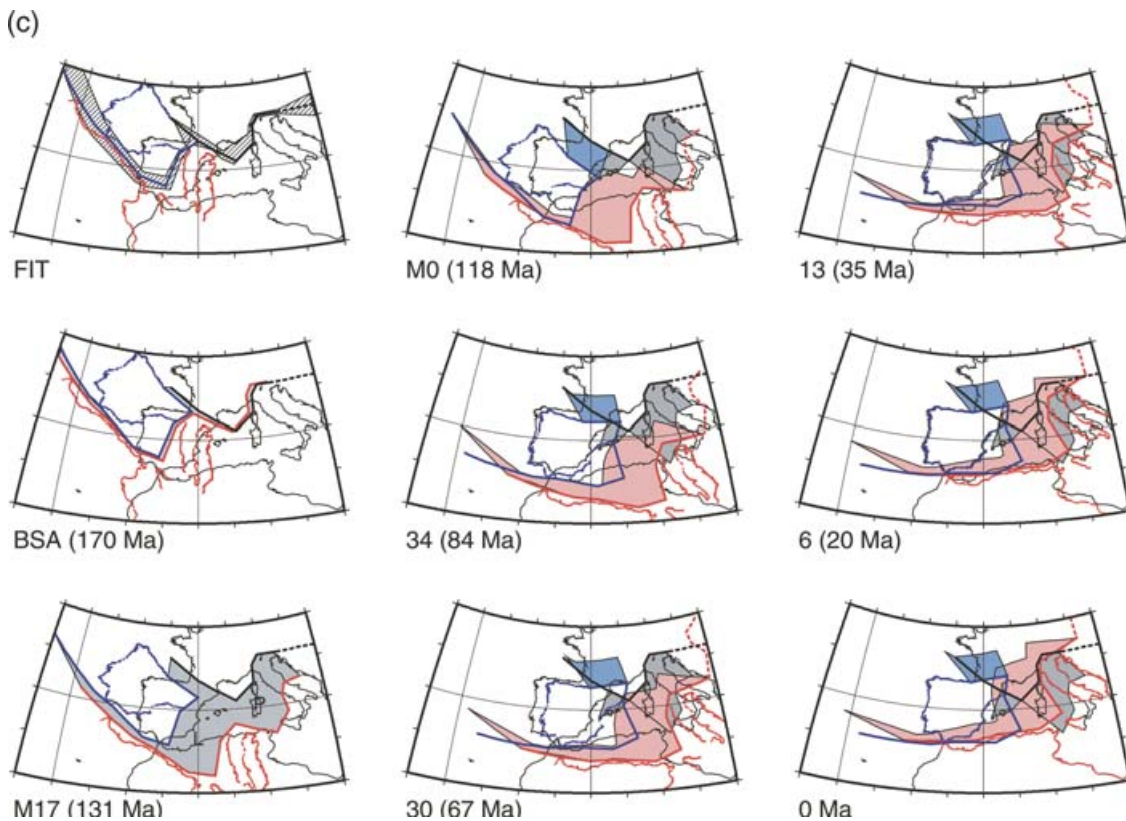 (c)
FIT
M0 (118 Ma)
13 (35 Ma)
BSA (170 Ma)
34 (84 Ma)
6 (20 Ma)
M17 (131 Ma)
30 (67 Ma)
0 Ma